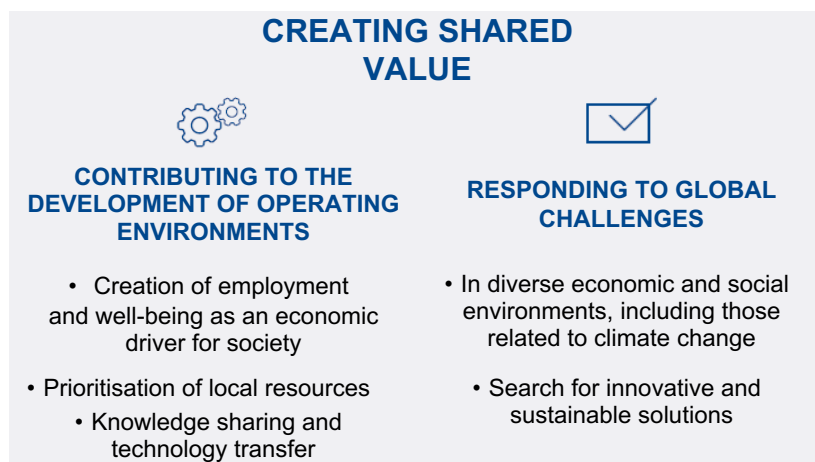 CREATING SHARED
VALUE
CONTRIBUTING TO THE
DEVELOPMENT OF OPERATING
ENVIRONMENTS
• Creation of employment
and well-being as an economic
driver for society
• Prioritisation of local resources
• Knowledge sharing and
technology transfer
RESPONDING TO GLOBAL
CHALLENGES
• In diverse economic and social
environments, including those
related to climate change
• Search for innovative and
sustainable solutions